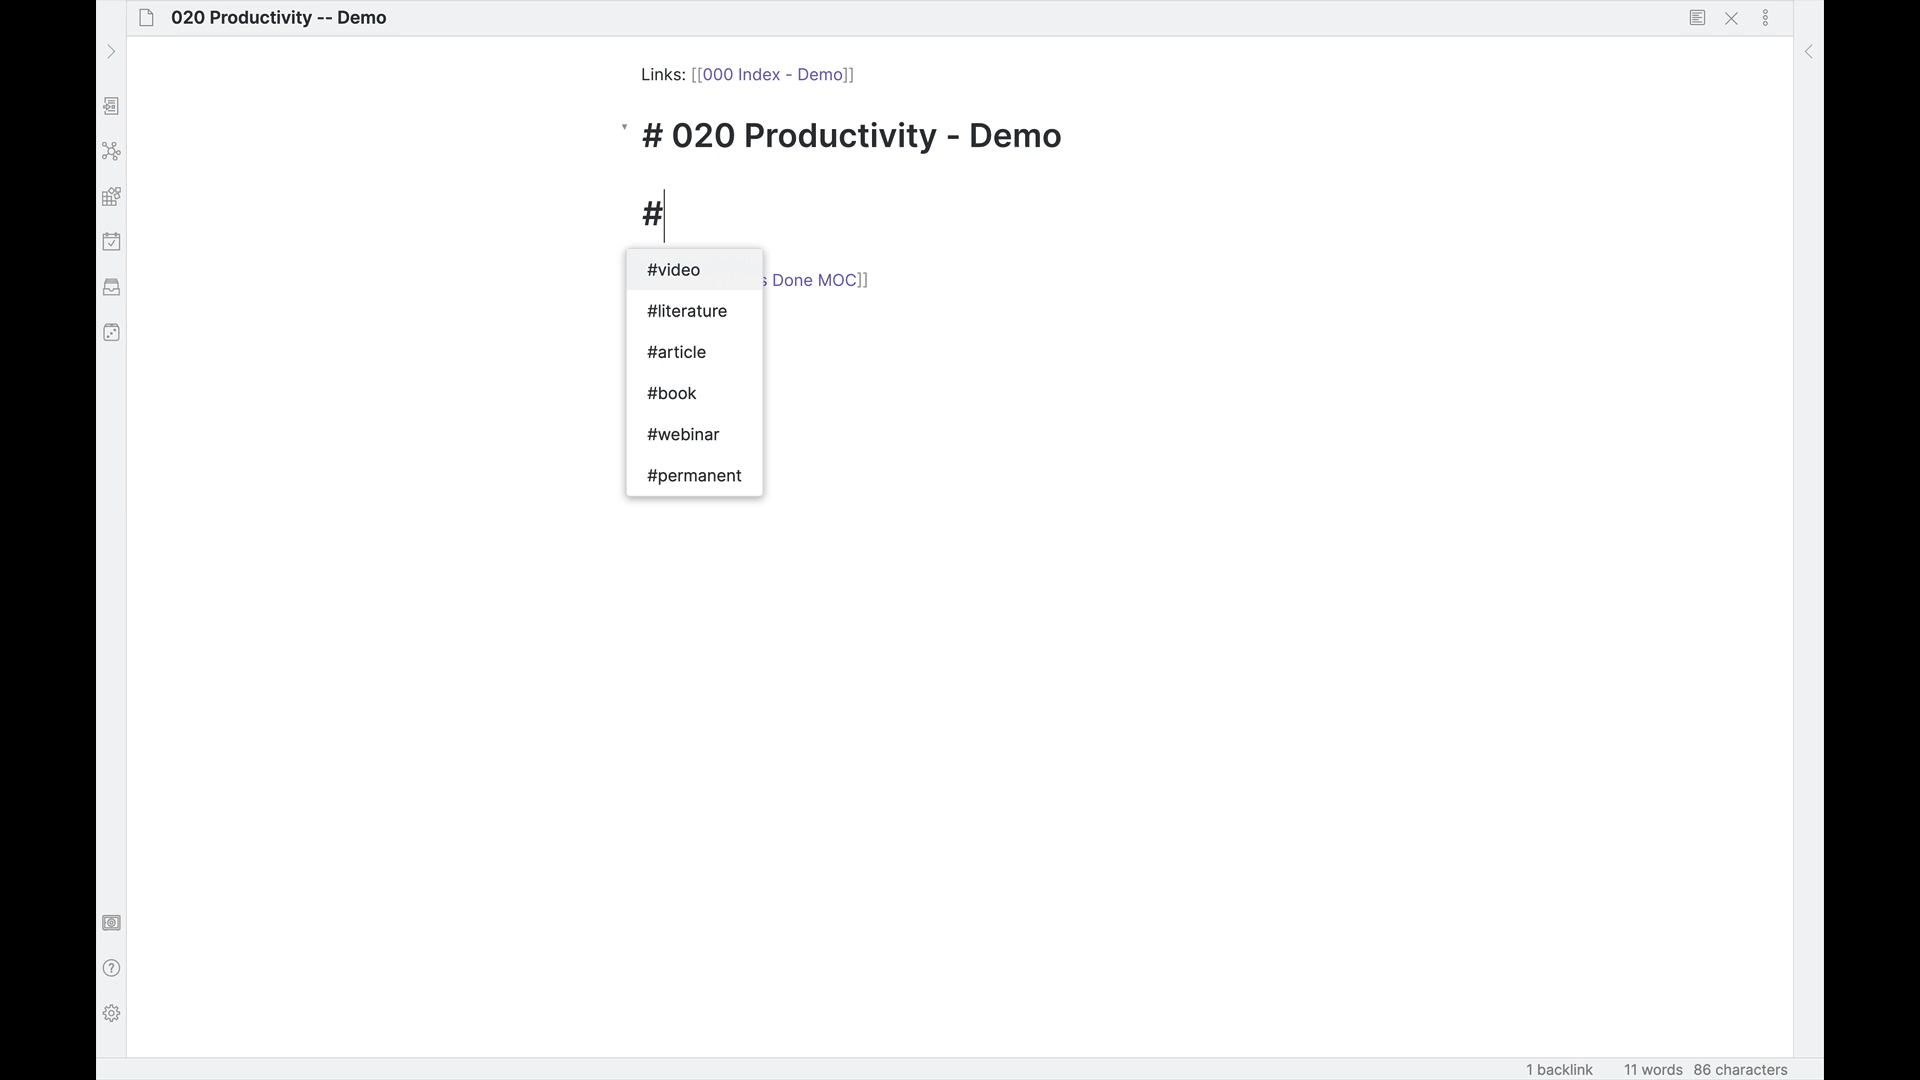 020 Productivity -- Demo
Links: [[000 Index - Demo]]
# 020 Productivity - Demo
#
#video
s Done MOC]]
#literature
#article
#book
#webinar
#permanent
1 backlink 11 words 86 characters